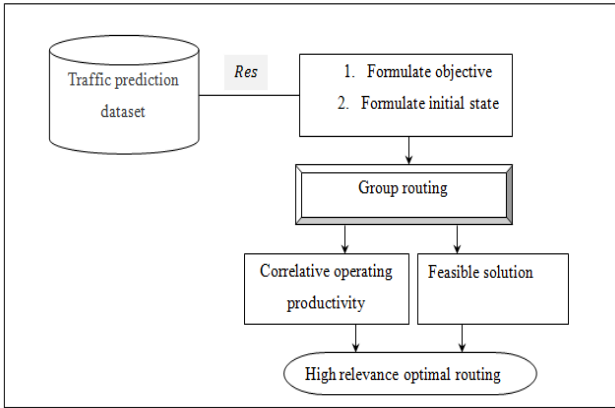 Traffic prediction
dataset
Res
1. Formulate objective
2. Formulate initial state
Group routing
Correlative operating
productivity
Feasible solution
High relevance optimal routing